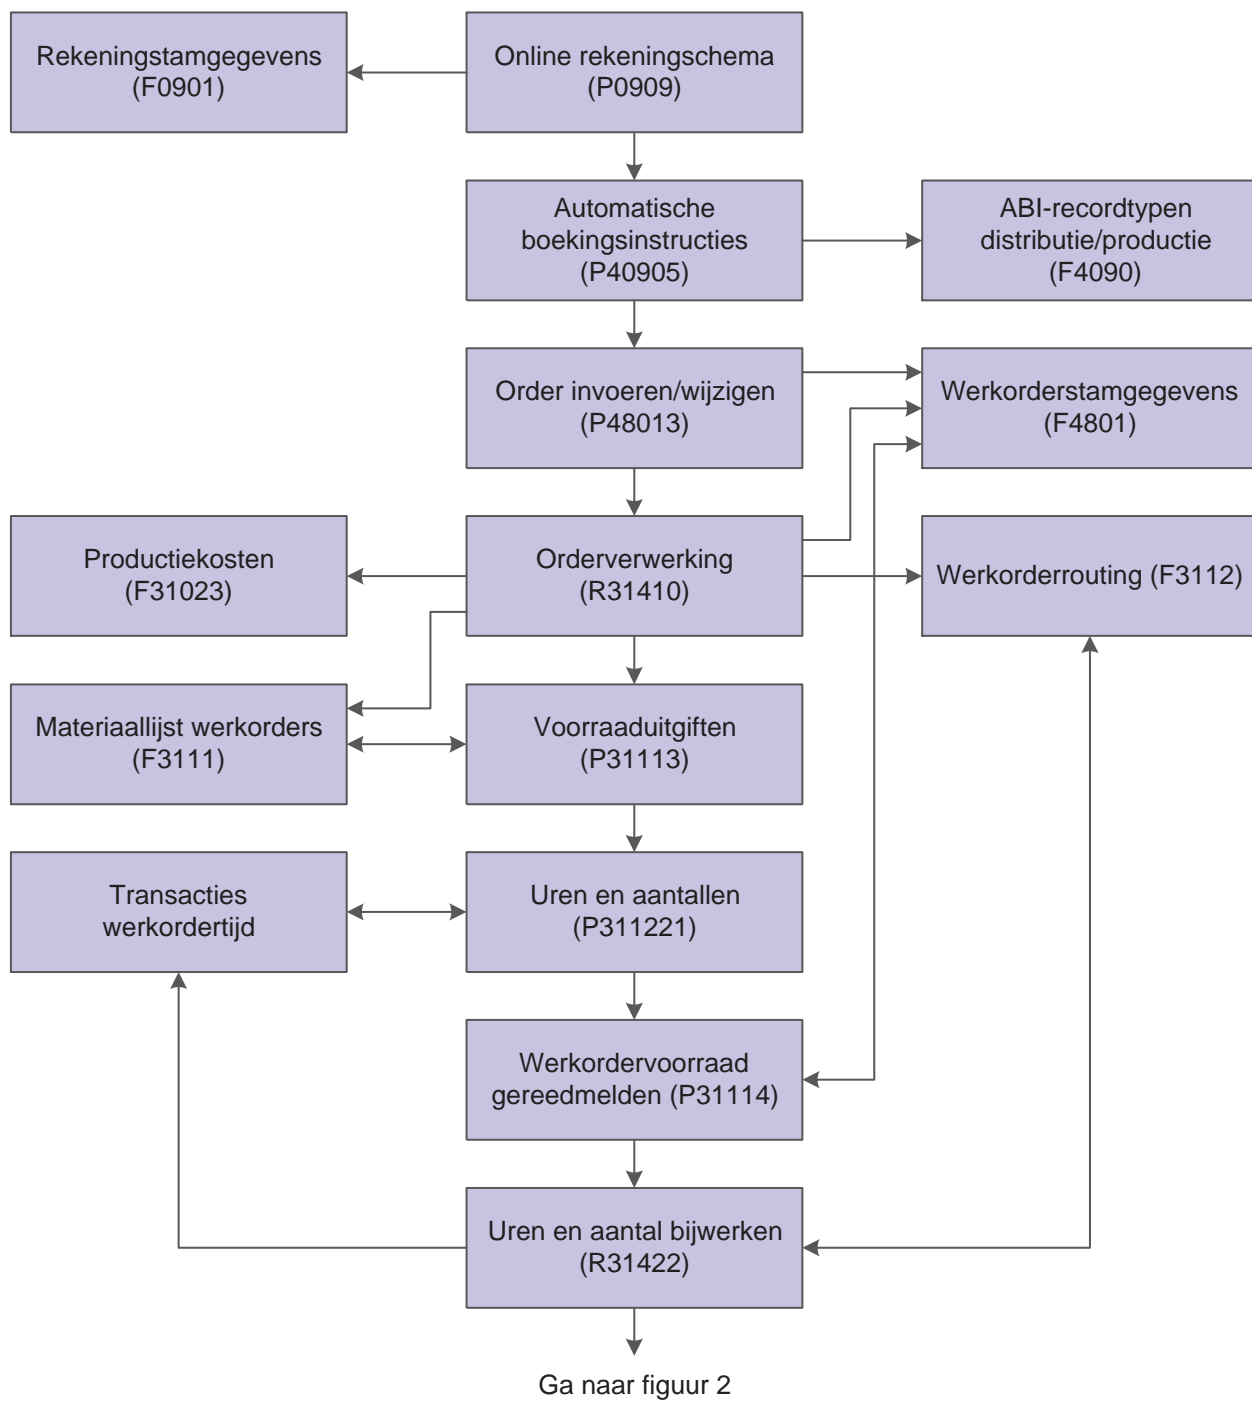 Rekeningstamgegevens
(F0901)
Online rekeningschema
(P0909)
Automatische
boekingsinstructies
(P40905)
ABI-recordtypen
distributie/productie
(F4090)
Order invoeren/wijzigen
(P48013)
Werkorderstamgegevens
(F4801)
Productiekosten
(F31023)
Orderverwerking
(R31410)
Werkorderrouting (F3112)
Materiaallijst werkorders
(F3111)
Voorraaduitgiften
(P31113)
Transacties
werkordertijd
Uren en aantallen
(P311221)
Werkordervoorraad
gereedmelden (P31114)
Uren en aantal bijwerken
(R31422)
Ga naar figuur 2